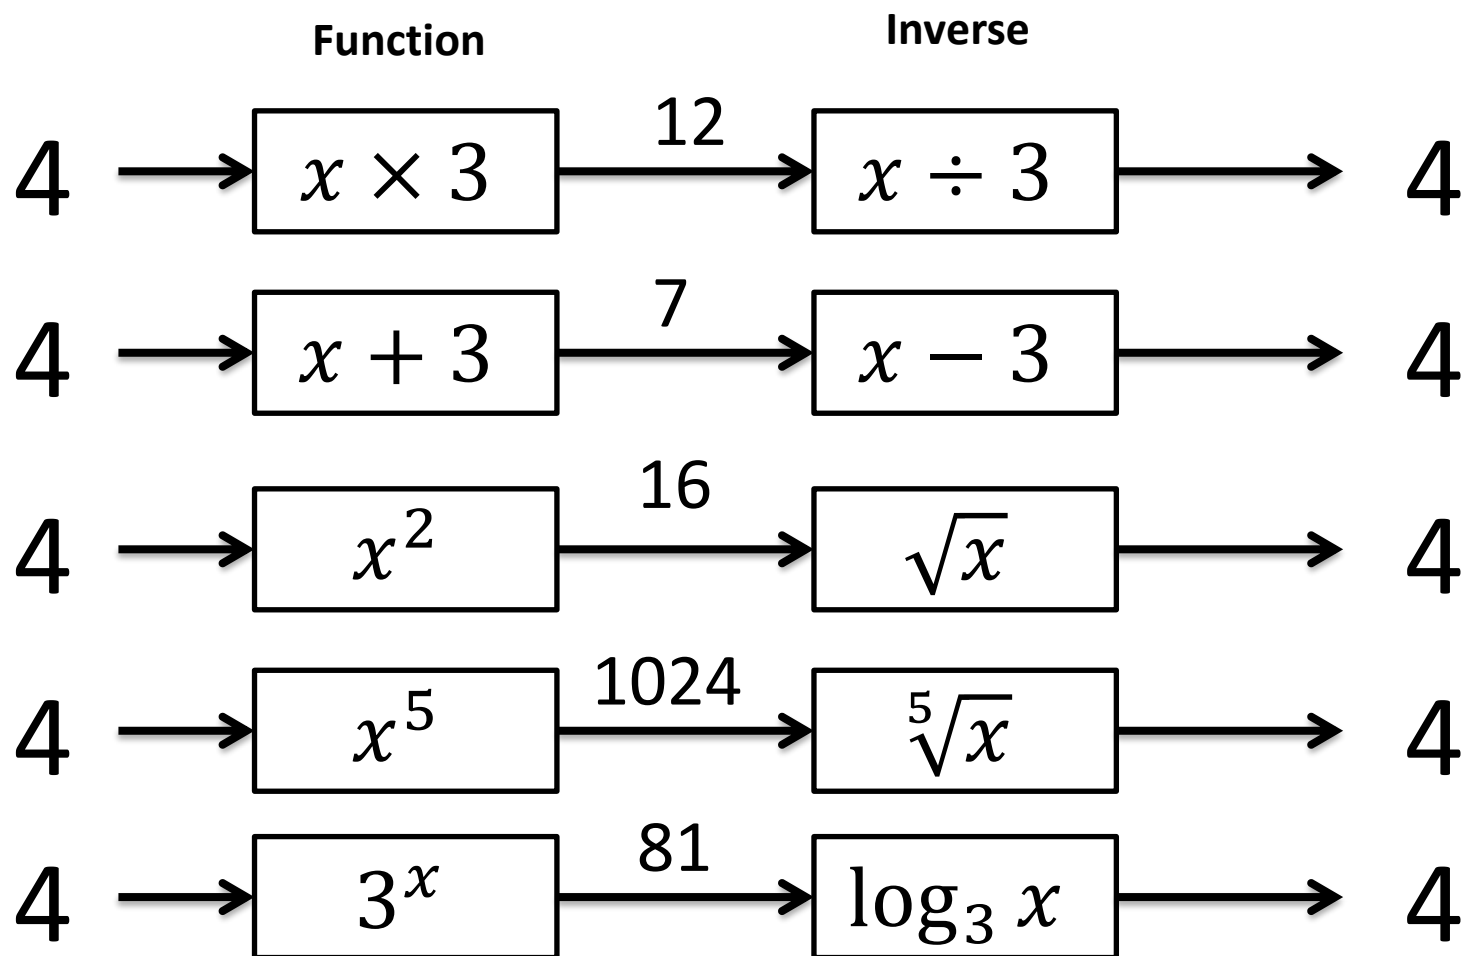 Function Inverse
4 x × 3 12 x ÷ 3 4
4 x + 3 7 x − 3 4
4 x² 16 √x 4
4 x⁵ 1024 ⁵√x 4
4 3ˣ 81 log₃ x 4